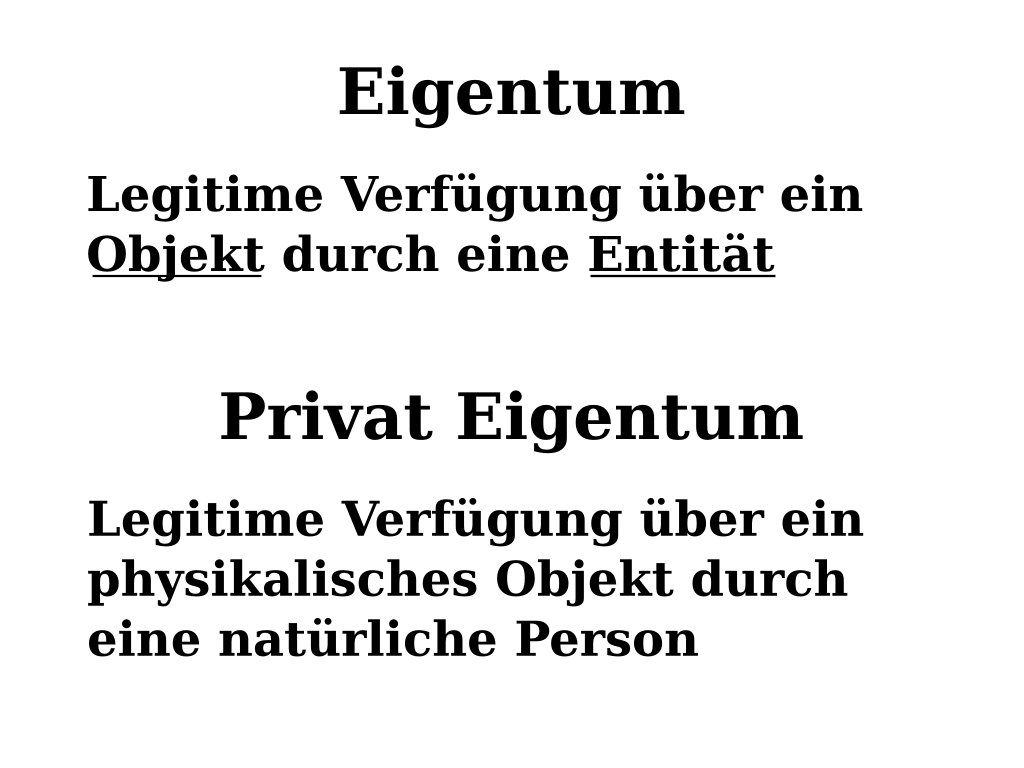 Eigentum
Legitime Verfügung über ein
Objekt durch eine Entität
Privat Eigentum
Legitime Verfügung über ein
physikalisches Objekt durch
eine natürliche Person